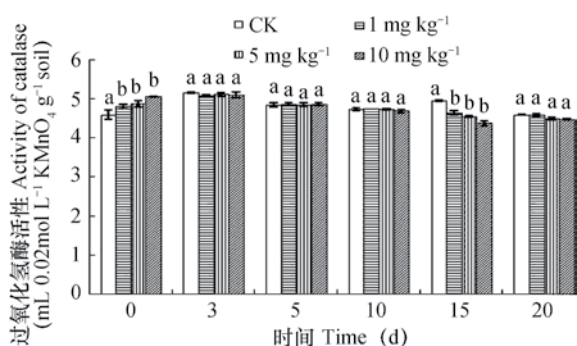 CK 1 mg kg⁻¹
5 mg kg⁻¹ 10 mg kg⁻¹
过氧化氢酶活性 Activity of catalase
(mL 0.02mol L⁻¹ KMnO₄ g⁻¹ soil)
7
6
5
4
3
2
1
0
a b b b a a a a a a a a a a a a a b b b a a a a
0 3 5 10 15 20
时间 Time (d)